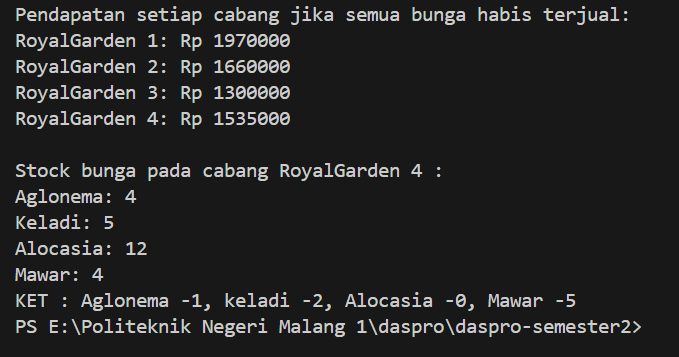 Pendapatan setiap cabang jika semua bunga habis terjual:
RoyalGarden 1: Rp 1970000
RoyalGarden 2: Rp 1660000
RoyalGarden 3: Rp 1300000
RoyalGarden 4: Rp 1535000
Stock bunga pada cabang RoyalGarden 4 :
Aglonema: 4
Keladi: 5
Alocasia: 12
Mawar: 4
KET : Aglonema -1, keladi -2, Alocasia -0, Mawar -5
PS E:\Politeknik Negeri Malang 1\daspro\daspro-semester2>